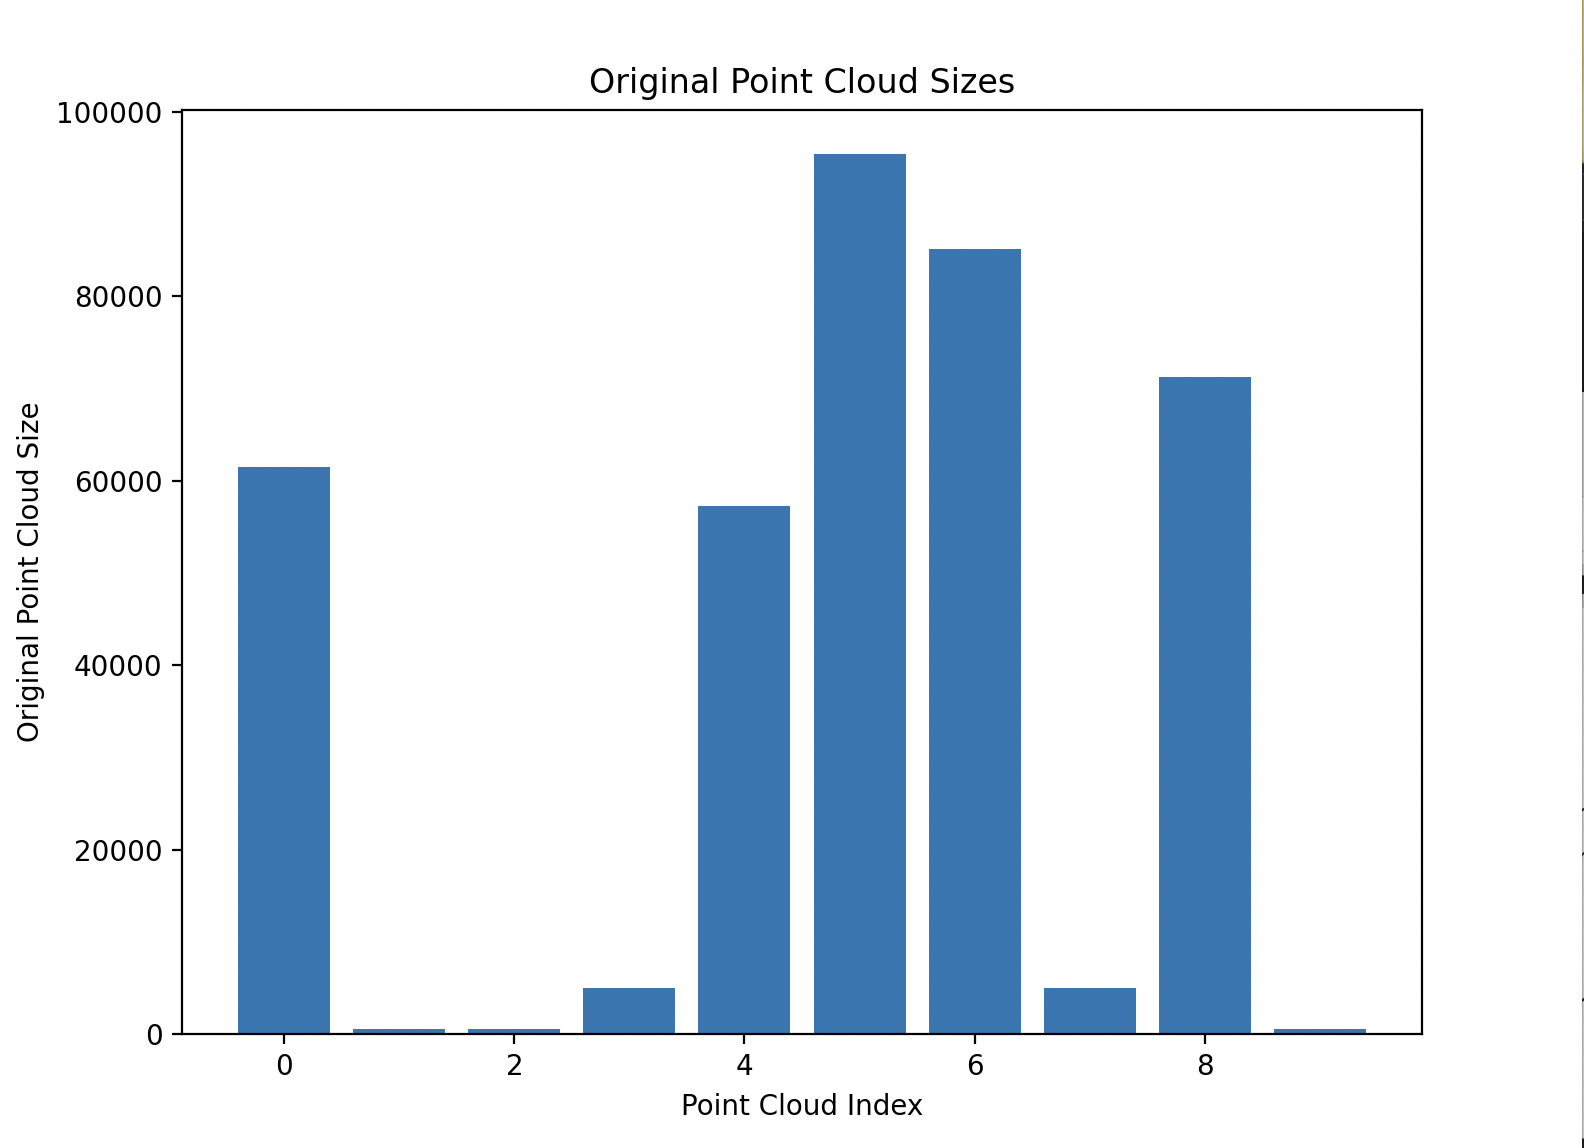 Original Point Cloud Sizes
100000
80000
60000
40000
20000
0
Original Point Cloud Size
0 2 4 6 8
Point Cloud Index